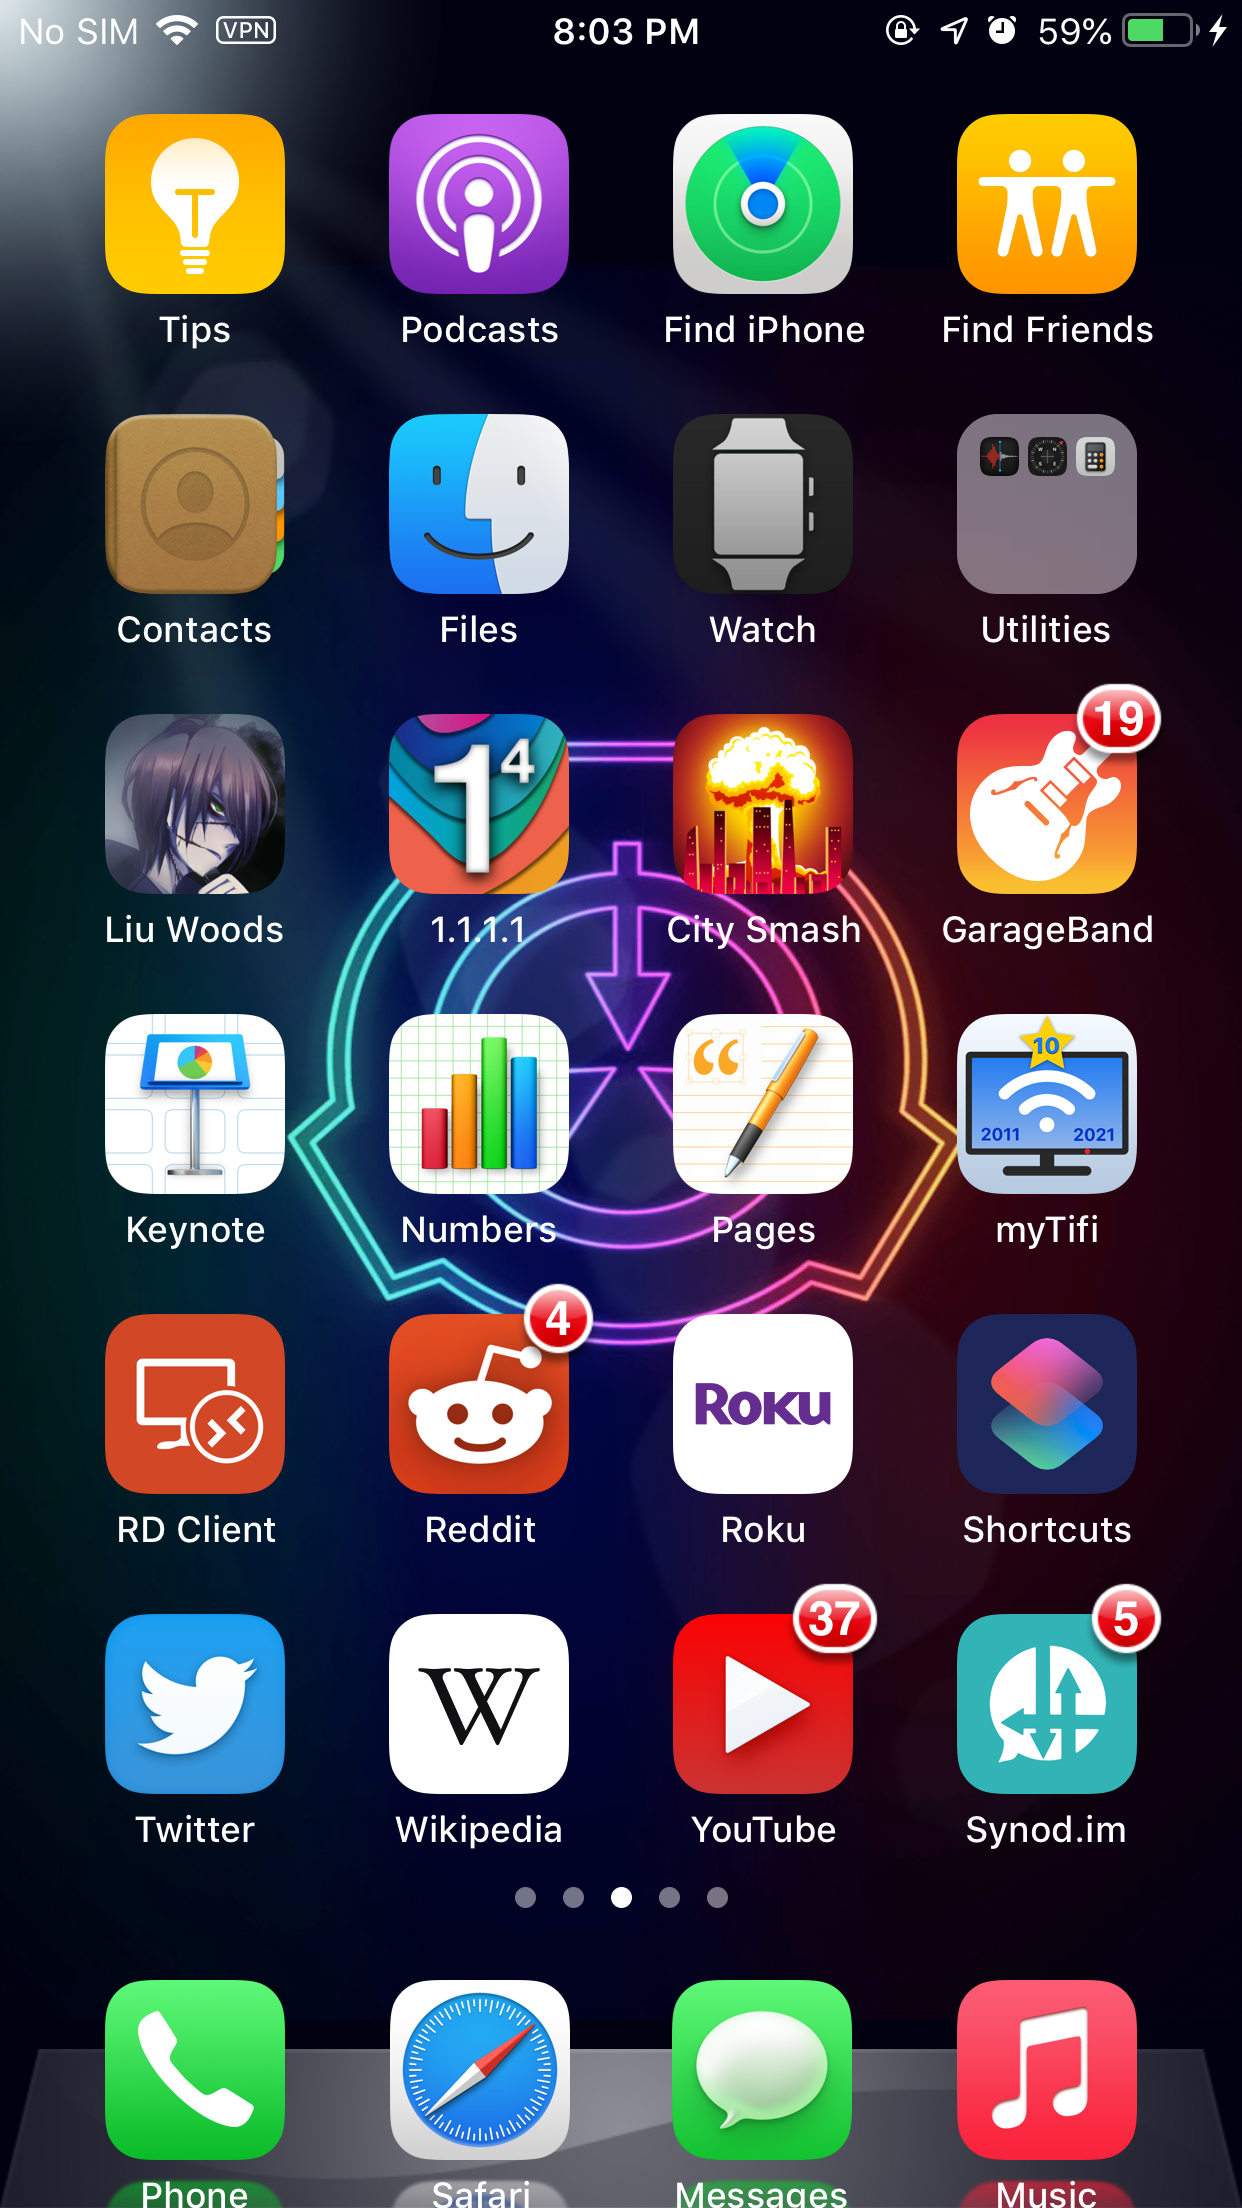 No SIM VPN 8:03 PM 59%
Tips Podcasts Find iPhone Find Friends
Contacts Files Watch Utilities
19
1⁴
Liu Woods 1.1.1.1 City Smash GarageBand
10
2011 2021
Keynote Numbers Pages myTifi
4
Roku
RD Client Reddit Roku Shortcuts
37 5
W
Twitter Wikipedia YouTube Synod.im
Phone Safari Messages Music